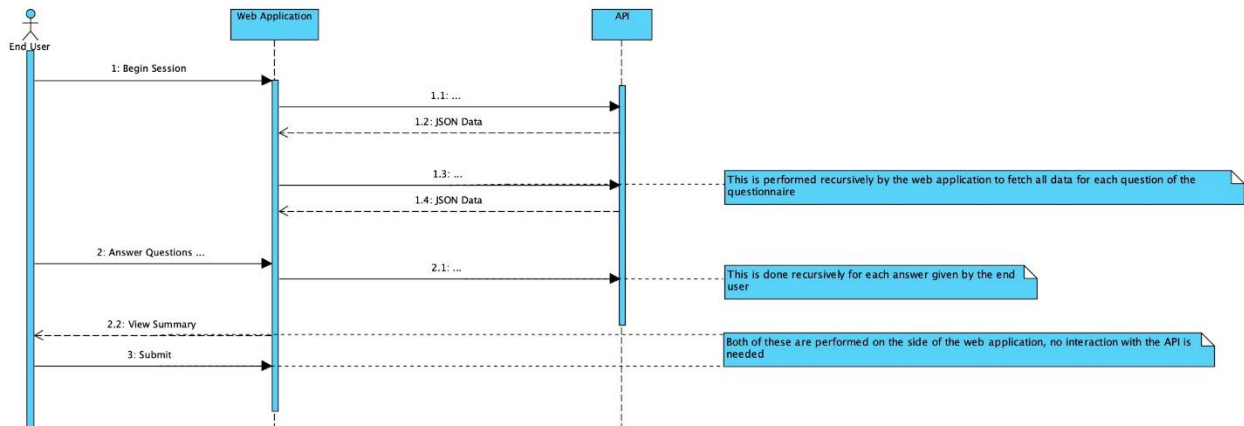 Web Application
API
End User
1: Begin Session
1.1: ...
1.2: JSON Data
1.3: ...
This is performed recursively by the web application to fetch all data for each question of the
questionnaire
1.4: JSON Data
2: Answer Questions ...
2.1: ...
This is done recursively for each answer given by the end
user
2.2: View Summary
Both of these are performed on the side of the web application, no interaction with the API is
needed
3: Submit